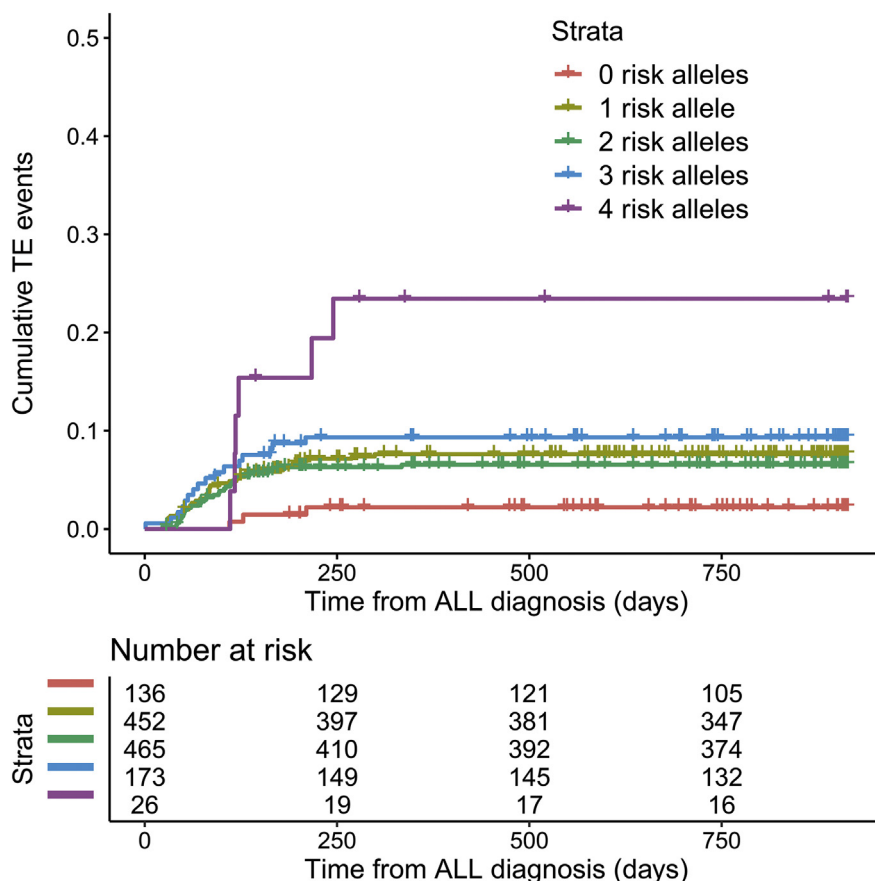 Strata
0 risk alleles
1 risk allele
2 risk alleles
3 risk alleles
4 risk alleles
Cumulative TE events
0.5
0.4
0.3
0.2
0.1
0.0
0 250 500 750
Time from ALL diagnosis (days)
Number at risk
Strata
136 129 121 105
452 397 381 347
465 410 392 374
173 149 145 132
26 19 17 16
0 250 500 750
Time from ALL diagnosis (days)